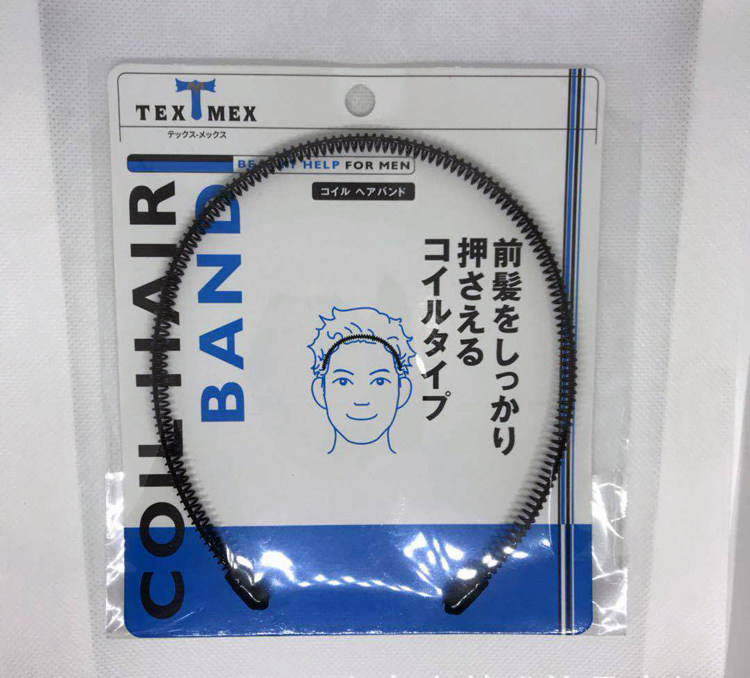 TEX MEX
テックス・メックス
BEAUTY HELP FOR MEN
コイル ヘアバンド
COIL HAIR
BAND
前髪をしっかり
押さえる
コイルタイプ